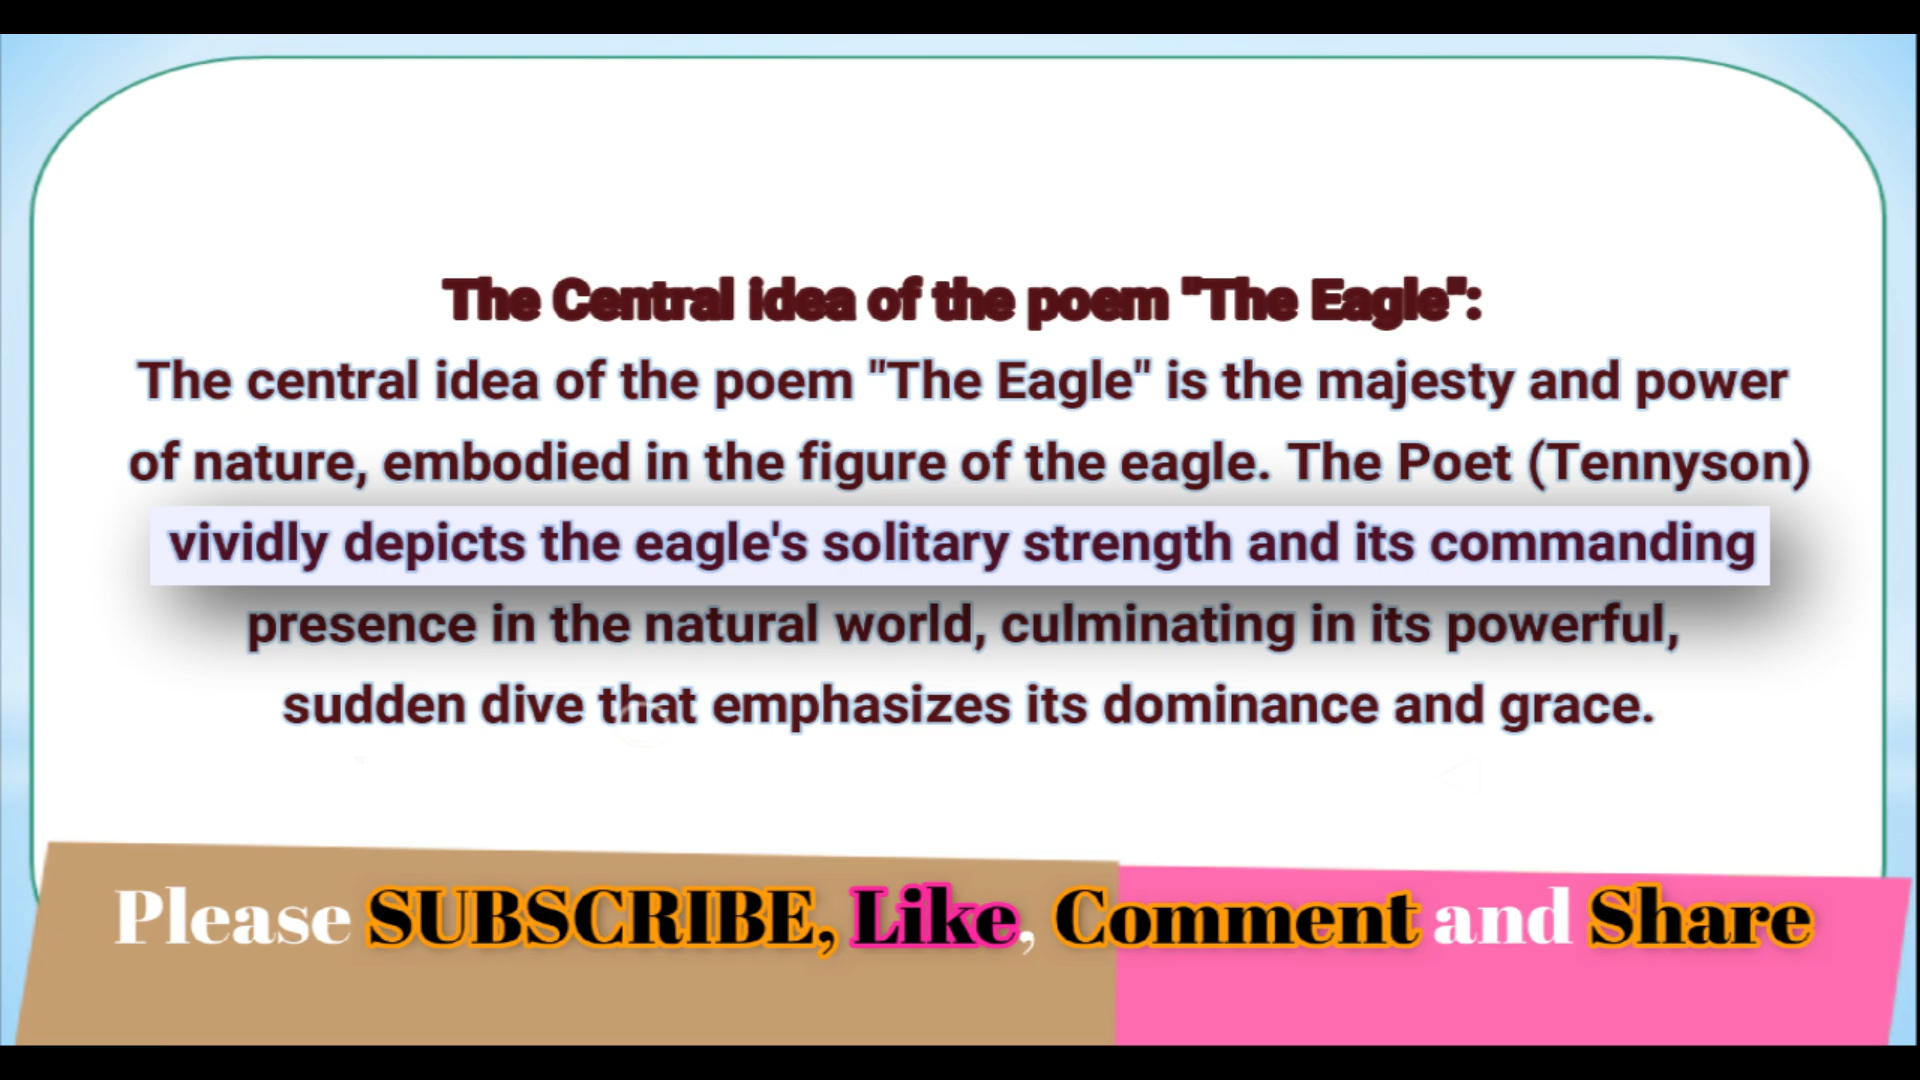 The Central idea of the poem "The Eagle":
The central idea of the poem "The Eagle" is the majesty and power
of nature, embodied in the figure of the eagle. The Poet (Tennyson)
vividly depicts the eagle's solitary strength and its commanding
presence in the natural world, culminating in its powerful,
sudden dive that emphasizes its dominance and grace.
Please SUBSCRIBE, Like, Comment and Share